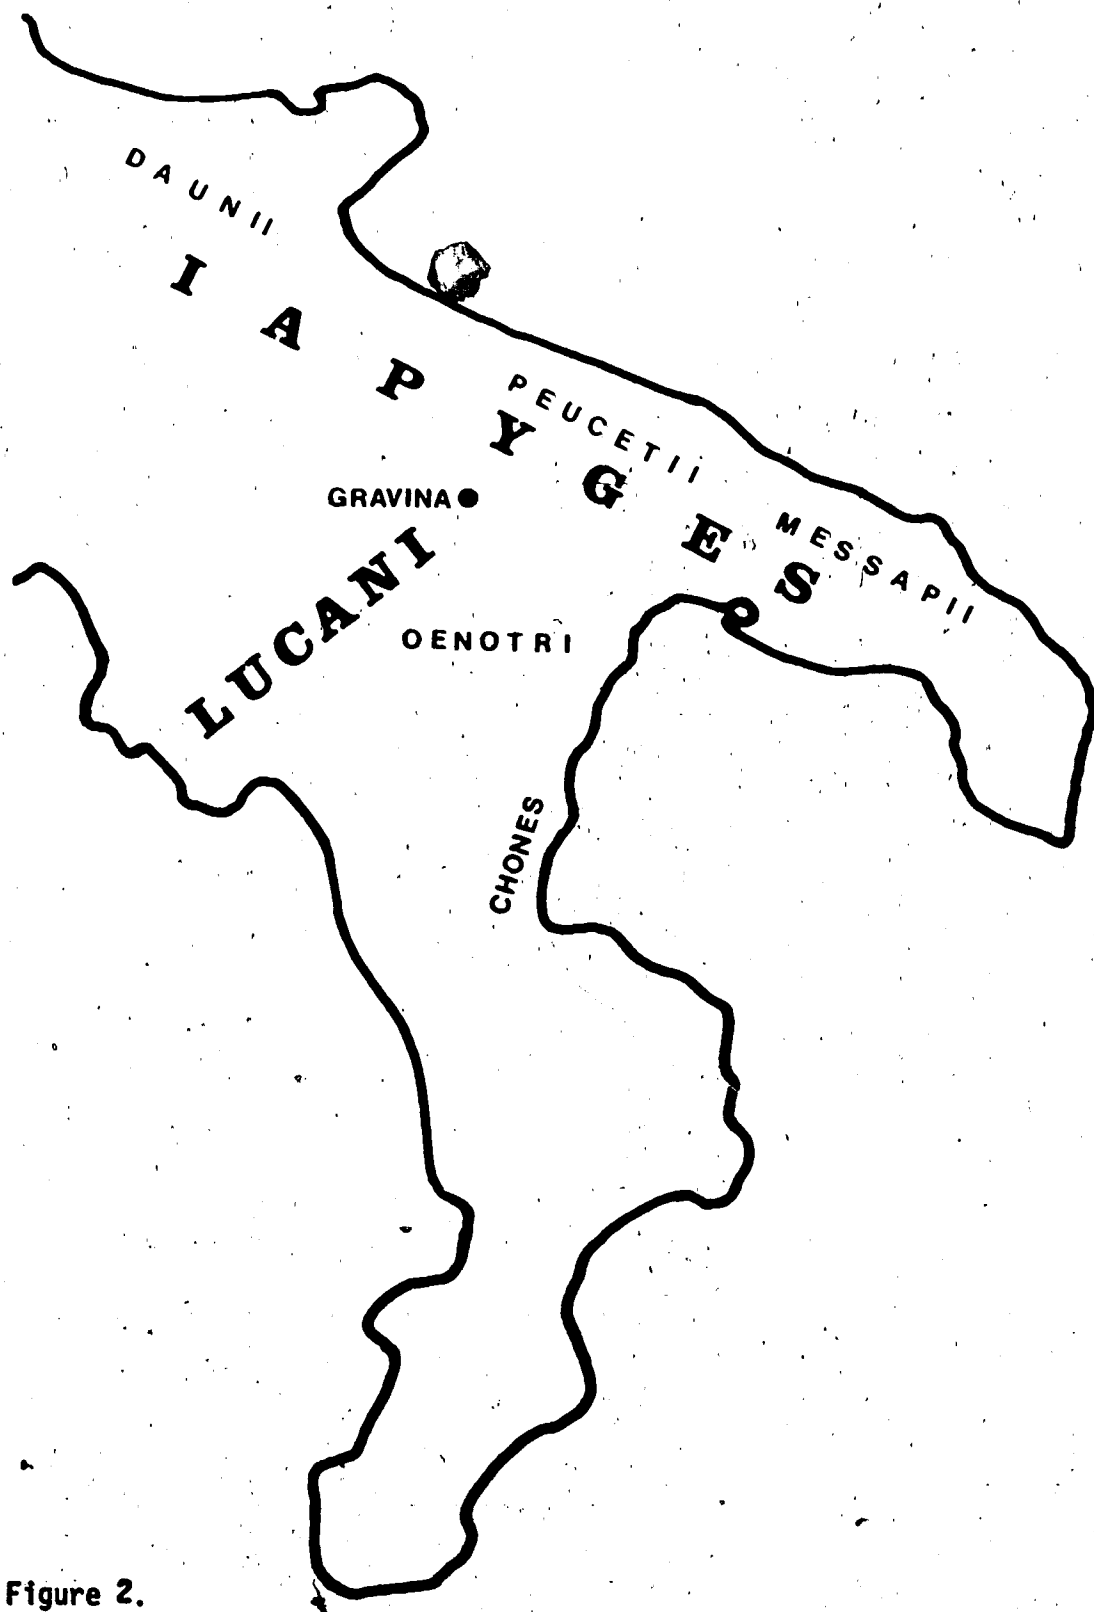 DAUNII
IAPYGES
PEUCETII
GRAVINA
MESSAPII
LUCANI
OENOTRI
CHONES
Figure 2.